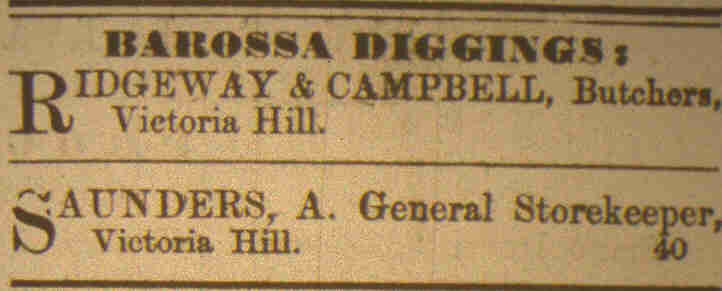 BAROSSA DIGGINGS:
RIDGEWAY & CAMPBELL, Butchers,
Victoria Hill.
SAUNDERS, A. General Storekeeper,
Victoria Hill. 40